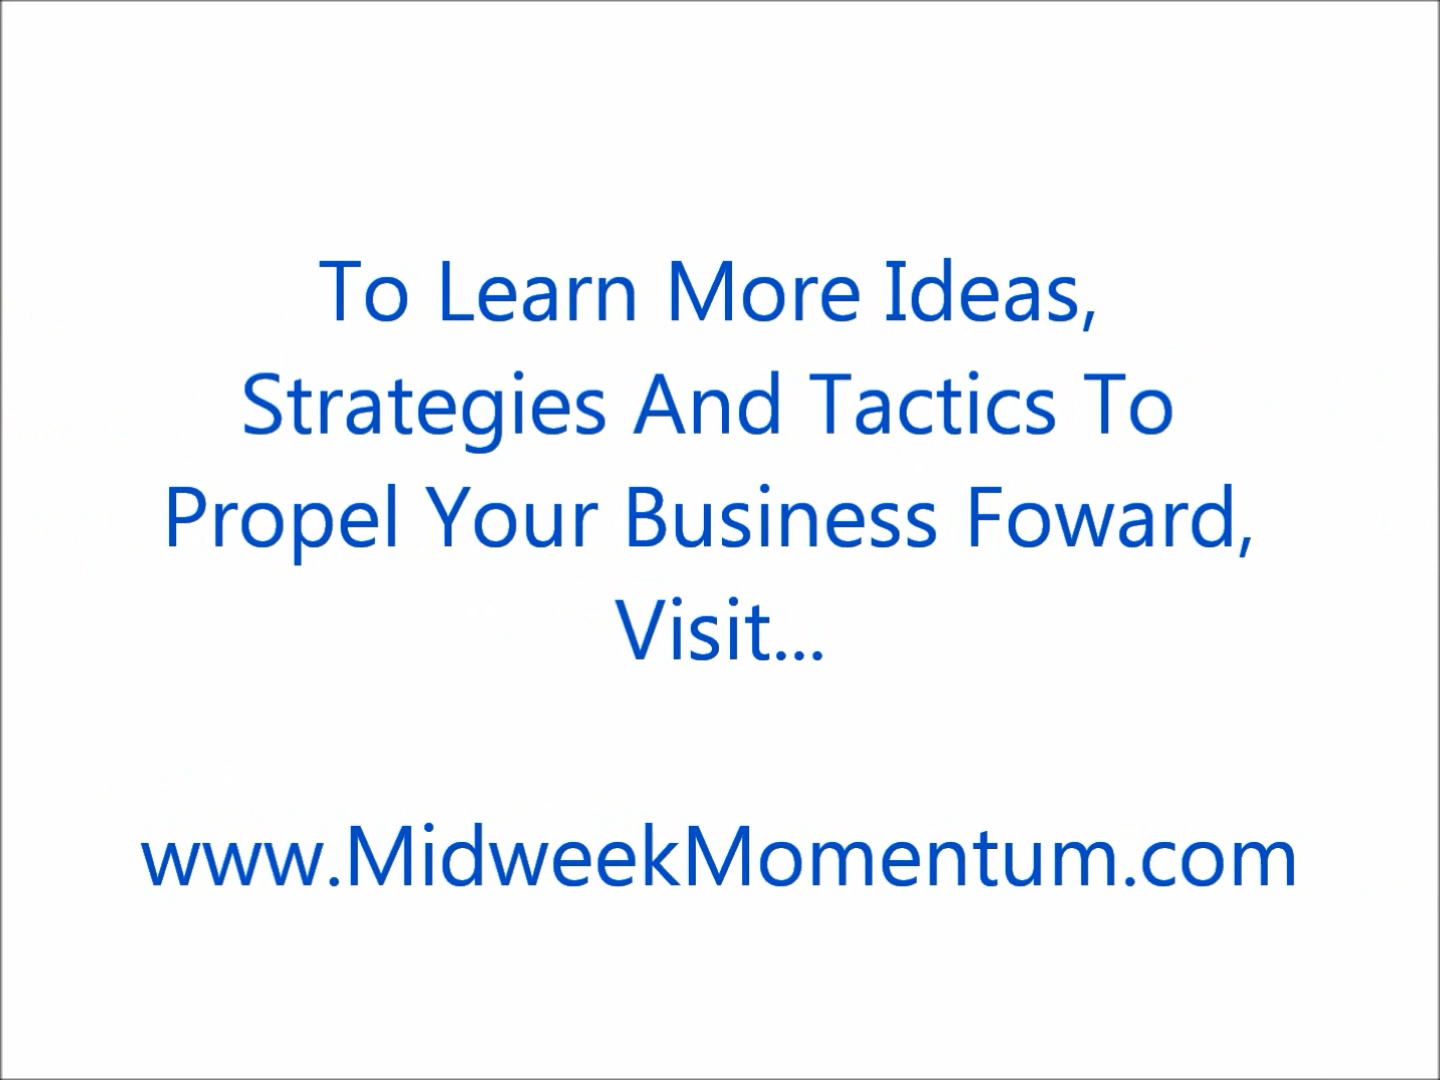 To Learn More Ideas,
Strategies And Tactics To
Propel Your Business Foward,
Visit...
www.MidweekMomentum.com